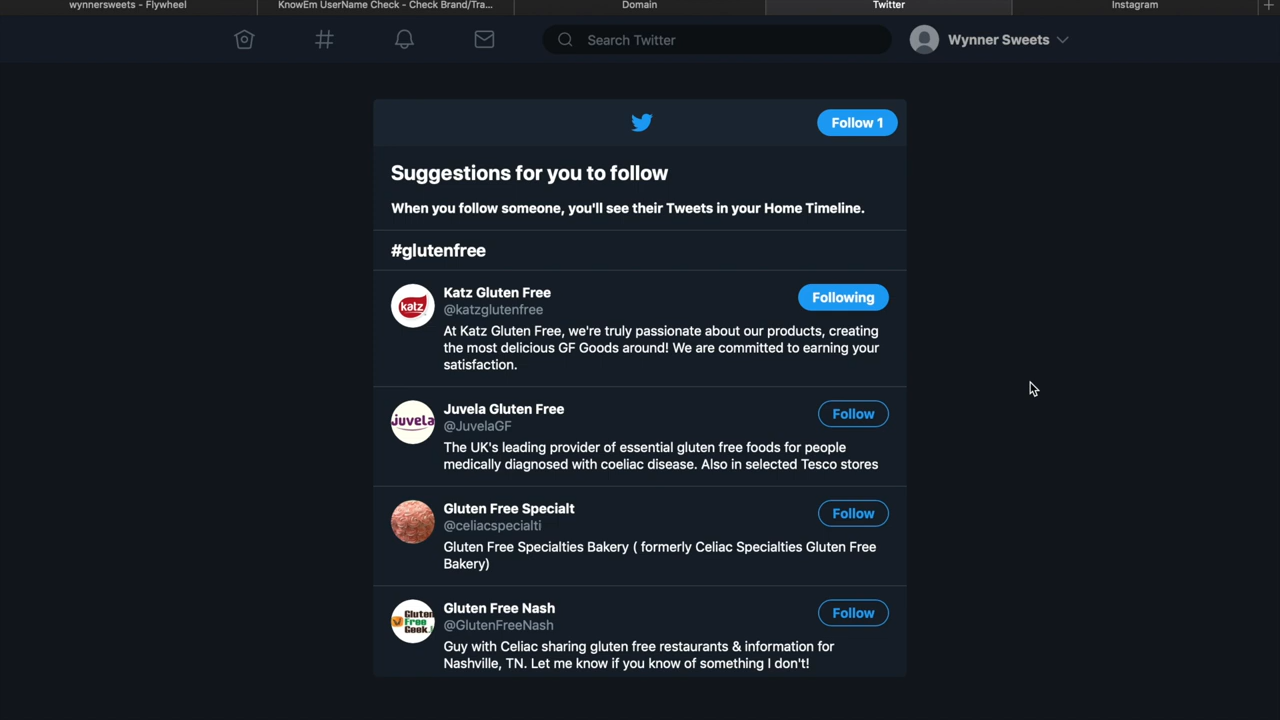 wynnersweets - Flywheel
KnowEm UserName Check - Check Brand/Tra...
Domain
Twitter
Instagram
Search Twitter
Wynner Sweets
Follow 1
Suggestions for you to follow
When you follow someone, you'll see their Tweets in your Home Timeline.
#glutenfree
katz
Katz Gluten Free
Following
@katzglutenfree
At Katz Gluten Free, we're truly passionate about our products, creating
the most delicious GF Goods around! We are committed to earning your
satisfaction.
juvela
Juvela Gluten Free
Follow
@JuvelaGF
The UK's leading provider of essential gluten free foods for people
medically diagnosed with coeliac disease. Also in selected Tesco stores
Gluten Free Specialt
Follow
@celiacspecialti
Gluten Free Specialties Bakery ( formerly Celiac Specialties Gluten Free
Bakery)
Gluten
Free
Geek
Gluten Free Nash
Follow
@GlutenFreeNash
Guy with Celiac sharing gluten free restaurants & information for
Nashville, TN. Let me know if you know of something I don't!